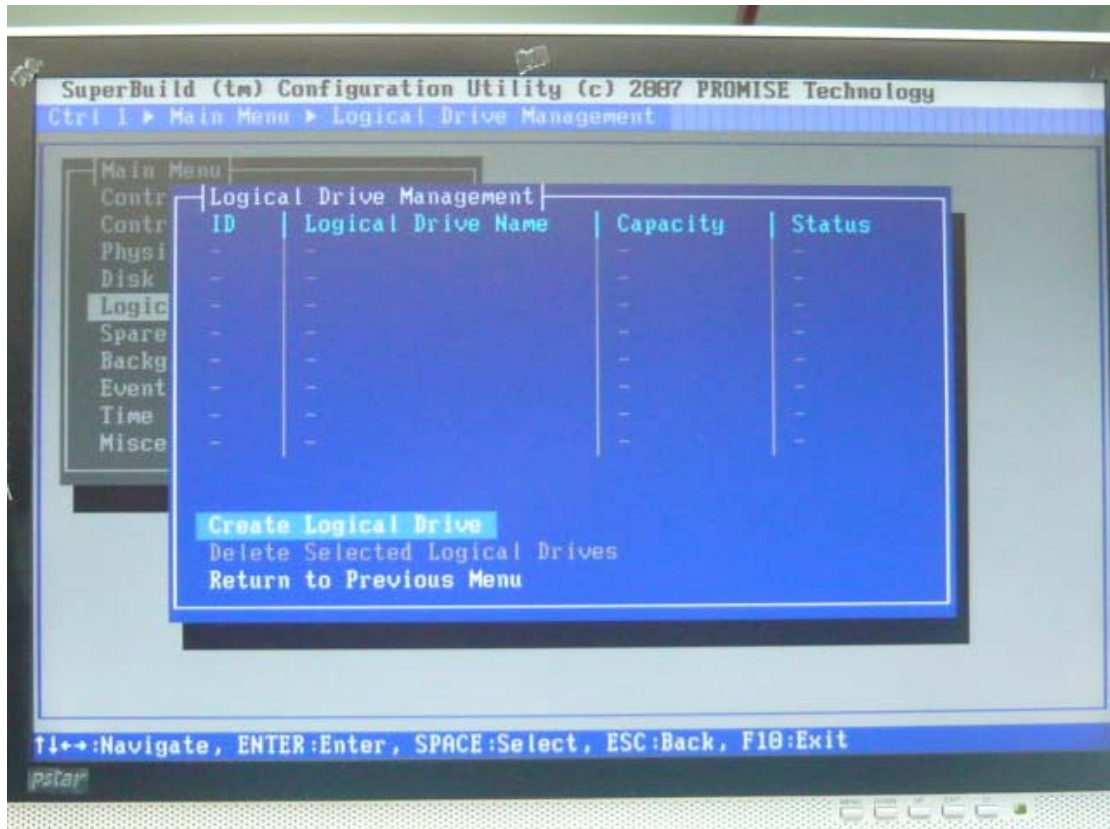 SuperBuild (tm) Configuration Utility (c) 2007 PROMISE Technology
Ctrl 1 ▶ Main Menu ▶ Logical Drive Management
Main Menu
Contr
Contr
Physi
Disk
Logic
Spare
Backg
Event
Time
Misce
Logical Drive Management
ID | Logical Drive Name | Capacity | Status
- | - | - | -
- | - | - | -
- | - | - | -
- | - | - | -
- | - | - | -
- | - | - | -
- | - | - | -
- | - | - | -
Create Logical Drive
Delete Selected Logical Drives
Return to Previous Menu
↑↓←→:Navigate, ENTER:Enter, SPACE:Select, ESC:Back, F10:Exit
pstar